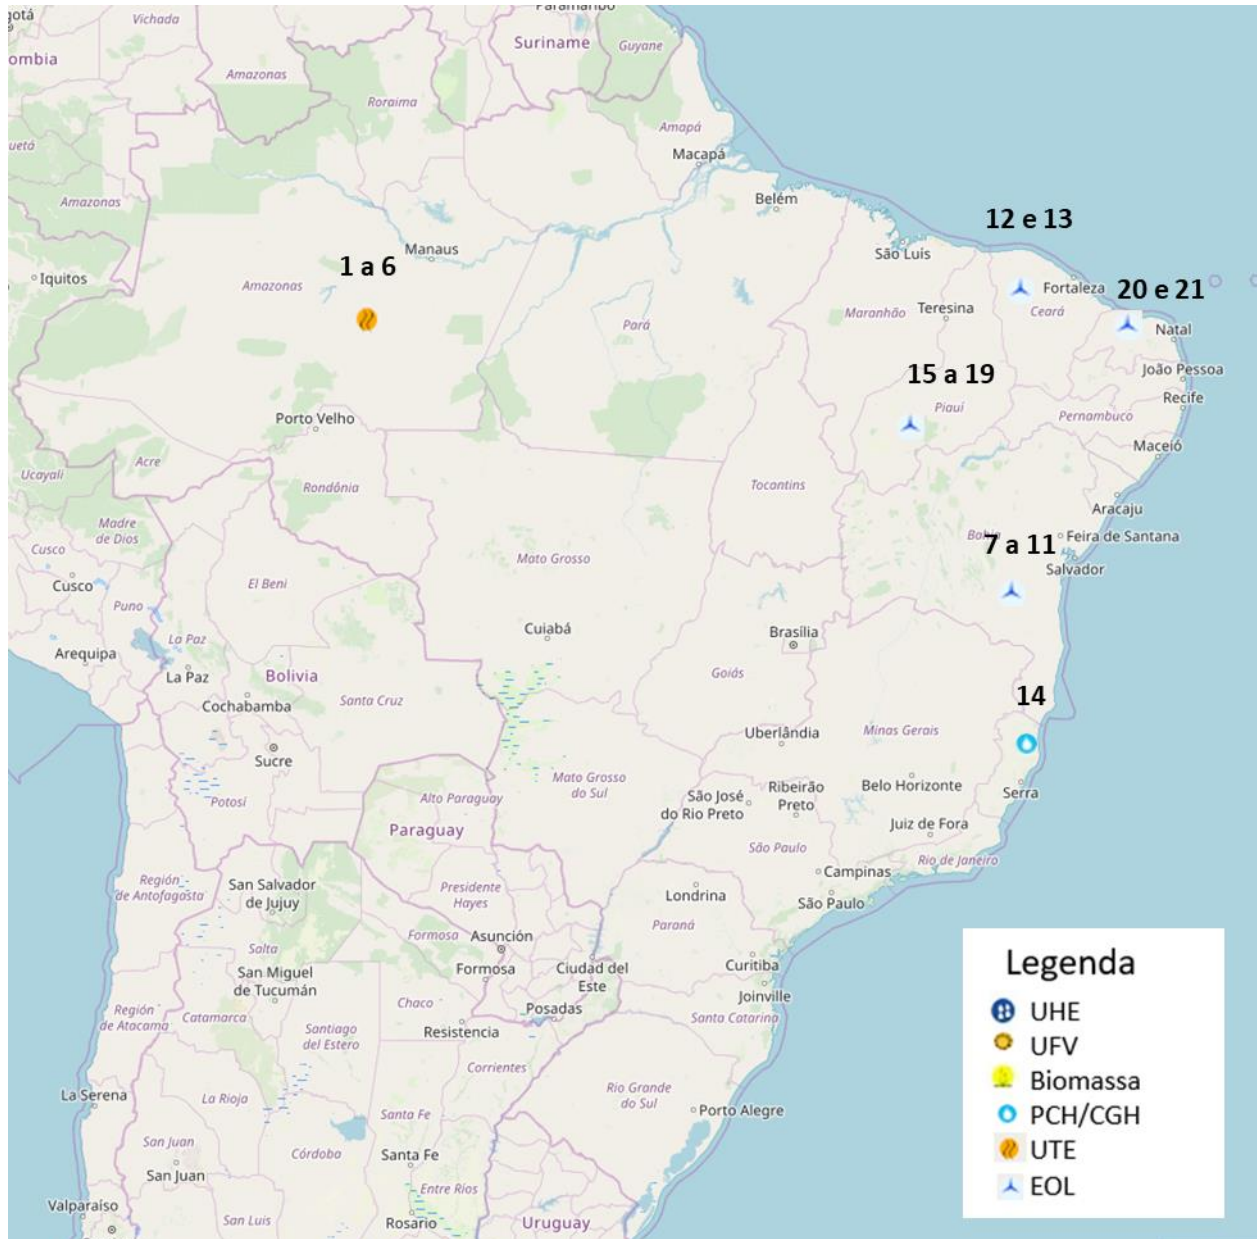 gotá
Vichada
Paramaribo
ombia
Suriname
Guyane
Amazonas
Roraima
Amapá
uetá
Macapá
Amazonas
Belém
12 e 13
Manaus
São Luís
1 a 6
Iquitos
Amazonas
Fortaleza
20 e 21
Ceará
Maranhão
Teresina
Pará
Natal
15 a 19
João Pessoa
Recife
Piauí
Pernambuco
Porto Velho
Maceió
Acre
Ucayali
Rondônia
Tocantins
Aracaju
Madre
de Dios
Bahia
Feira de Santana
7 a 11
Cusco
Mato Grosso
Salvador
Cusco
El Beni
Puno
Cuiabá
Brasília
La Paz
Arequipa
La Paz
Bolivia
Goiás
Santa Cruz
14
Cochabamba
Uberlândia
Minas Gerais
Sucre
Mato Grosso
do Sul
Belo Horizonte
Ribeirão
Preto
São José
do Rio Preto
Serra
Potosí
Alto Paraguay
Paraguay
Juiz de Fora
São Paulo
Rio de Janeiro
Campinas
Región
de Antofagasta
San Salvador
de Jujuy
Presidente
Hayes
Londrina
São Paulo
Paraná
Formosa
Asunción
Salta
Formosa
Ciudad del
Este
Curitiba
San Miguel
de Tucumán
Joinville
Chaco
Posadas
Región
de Atacama
Catamarca
Santiago
del Estero
Resistencia
Santa Catarina
Corrientes
La Serena
La Rioja
Rio Grande
do Sul
Santa Fe
Porto Alegre
San Juan
Córdoba
Santa Fe
San Juan
Entre Ríos
Valparaíso
San Luis
Rosario
Uruguay
Legenda
UHE
UFV
Biomassa
PCH/CGH
UTE
EOL